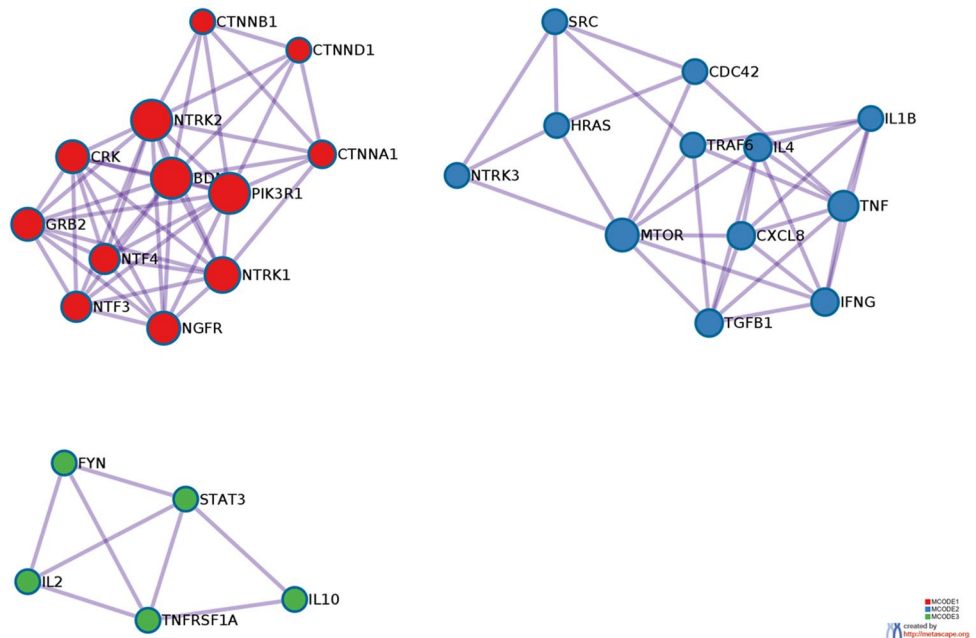 CTNNB1
CTNND1
NTRK2
CRK
CTNNA1
PIK3R1
GRB2
NTF4
NTRK1
NTF3
NGFR
SRC
CDC42
IL1B
HRAS
TRAF6
IL4
NTRK3
TNF
MTOR
CXCL8
IFNG
TGFB1
FYN
STAT3
IL2
IL10
TNFRSF1A
MCODE1
MCODE2
MCODE3
created by
http://metascape.org